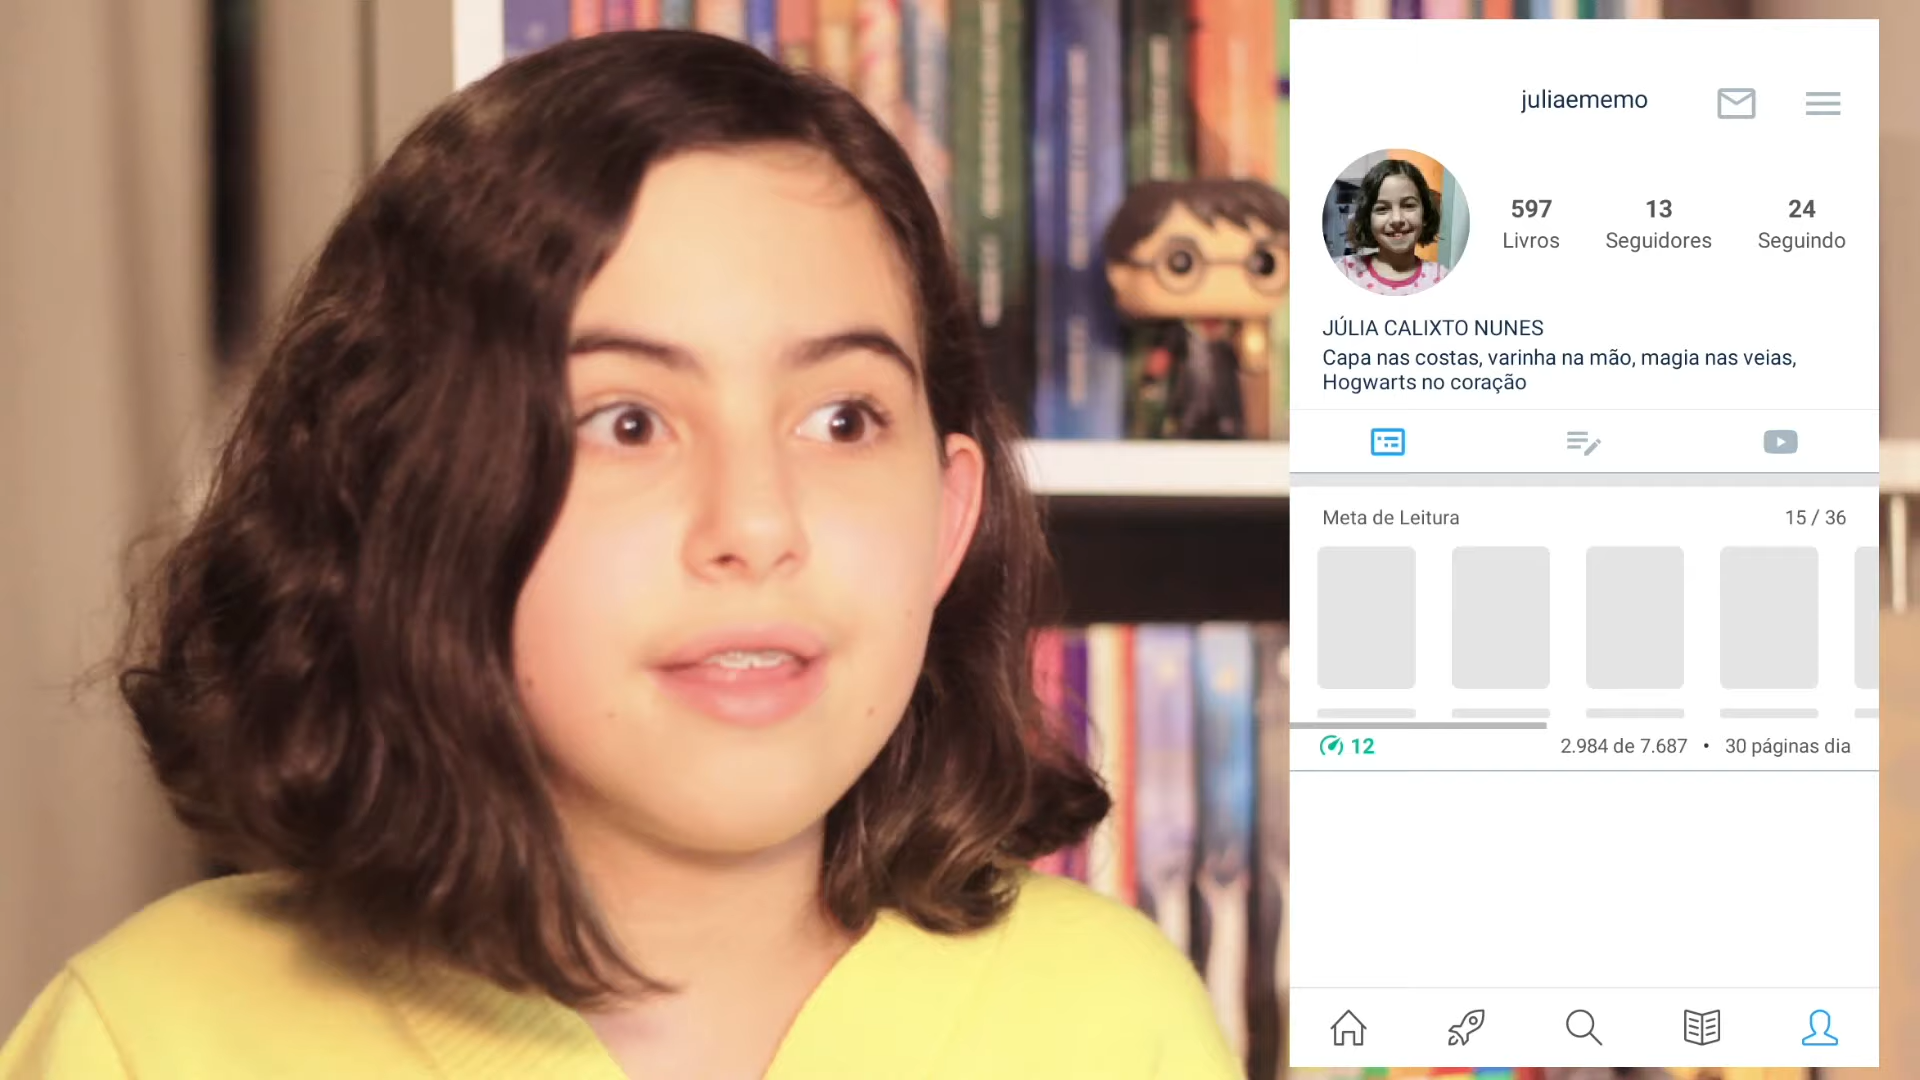 juliaememo
597
Livros
13
Seguidores
24
Seguindo
JÚLIA CALIXTO NUNES
Capa nas costas, varinha na mão, magia nas veias,
Hogwarts no coração
Meta de Leitura
15 / 36
12
2.984 de 7.687 • 30 páginas dia